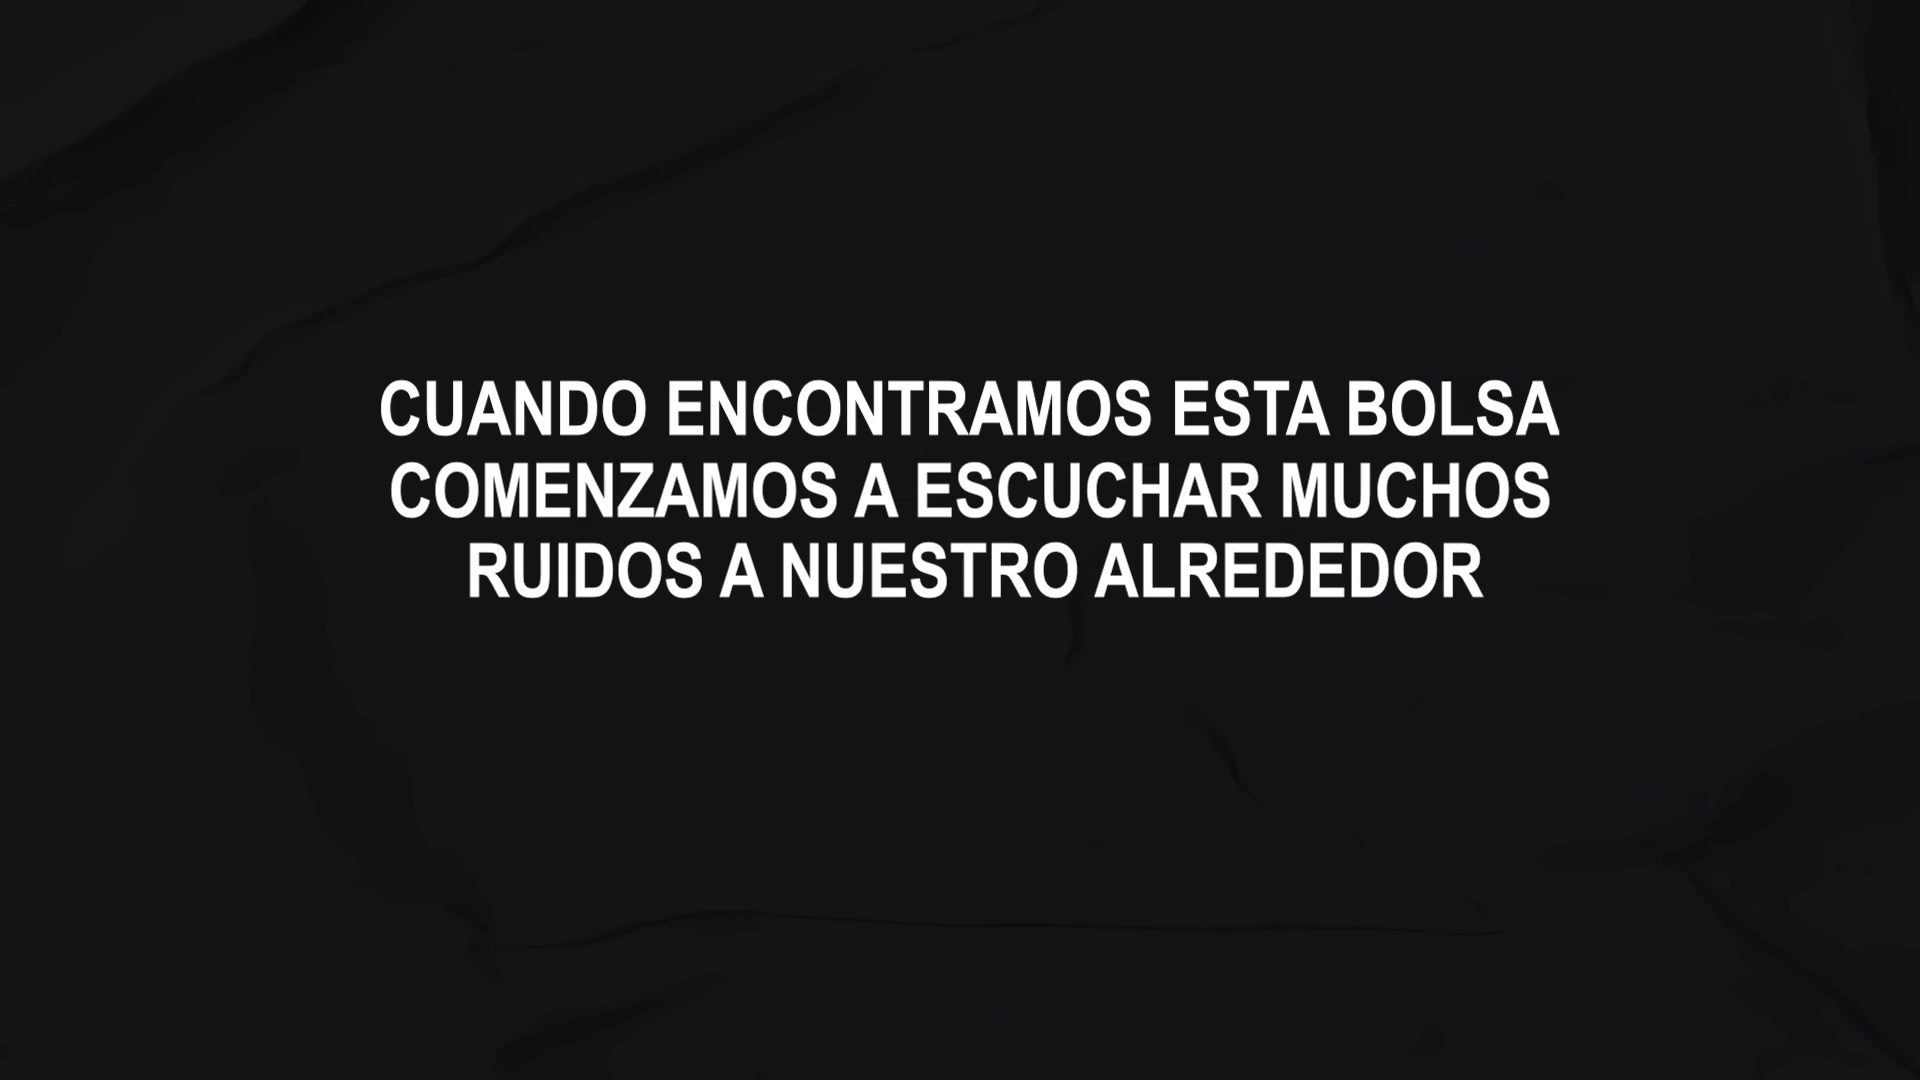 CUANDO ENCONTRAMOS ESTA BOLSA
COMENZAMOS A ESCUCHAR MUCHOS
RUIDOS A NUESTRO ALREDEDOR